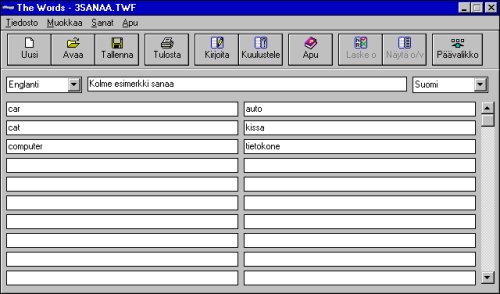 The Words - 3SANAA.TWF
Tiedosto Muokkaa Sanat Apu
Uusi Avaa Tallenna Tulosta Kirjoita Kuulustele Apu Laske o Näytä o/v Päävalikko
Englanti Kolme esimerkki sanaa Suomi
car auto
cat kissa
computer tietokone